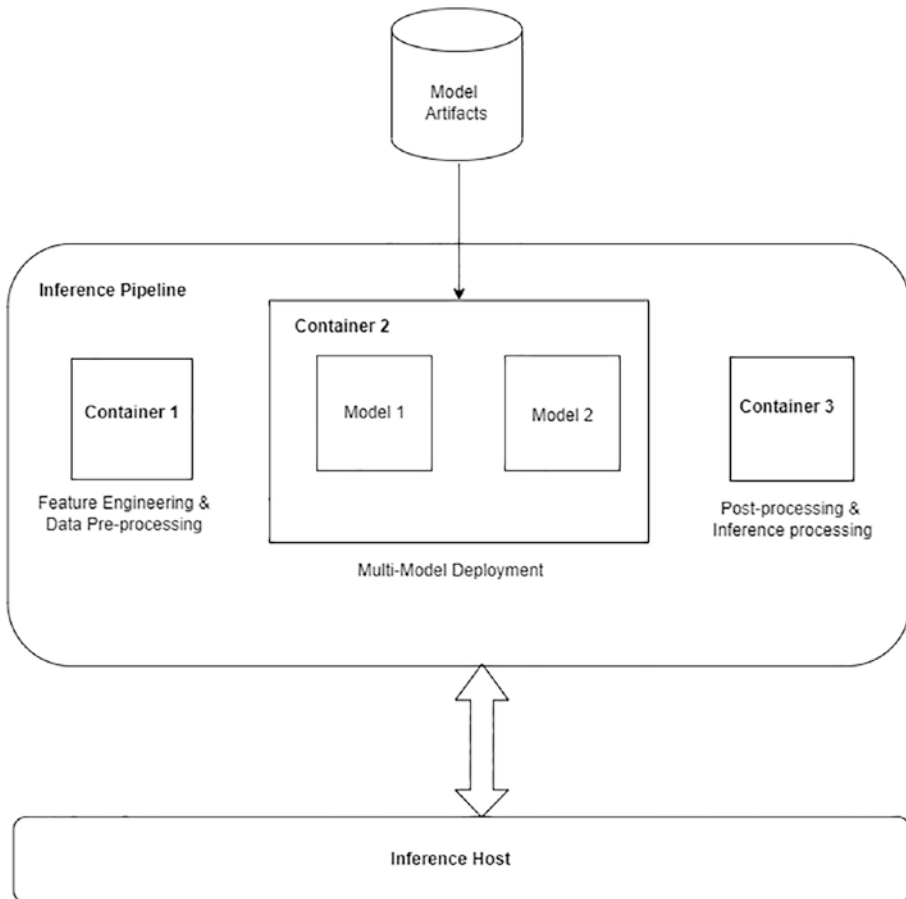 Model
Artifacts
Inference Pipeline
Container 2
Container 1
Model 1
Model 2
Container 3
Feature Engineering &
Data Pre-processing
Post-processing &
Inference processing
Multi-Model Deployment
Inference Host